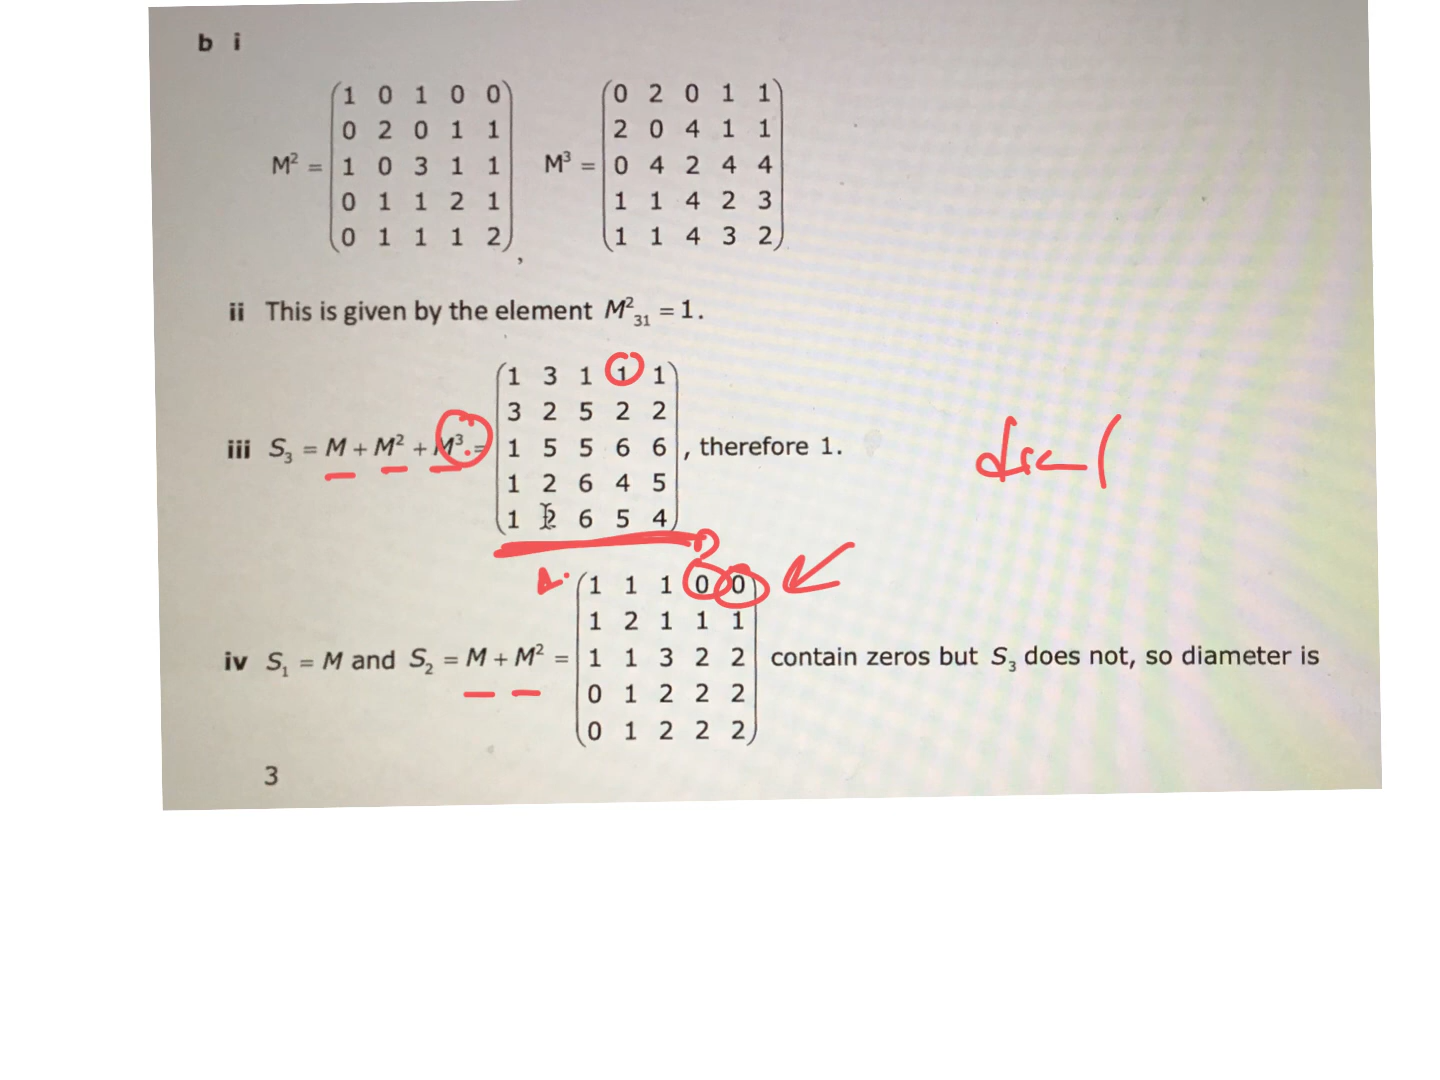 b i
M² = (1 0 1 0 0
0 2 0 1 1
1 0 3 1 1
0 1 1 2 1
0 1 1 1 2),
M³ = (0 2 0 1 1
2 0 4 1 1
0 4 2 4 4
1 1 4 2 3
1 1 4 3 2)
ii This is given by the element M²₃₁ = 1.
iii S₃ = M + M² + M³ = (1 3 1 1 1
3 2 5 2 2
1 5 5 6 6
1 2 6 4 5
1 2 6 5 4), therefore 1.
iv S₁ = M and S₂ = M + M² = (1 1 1 0 0
1 2 1 1 1
1 1 3 2 2
0 1 2 2 2
0 1 2 2 2) contain zeros but S₃ does not, so diameter is
3